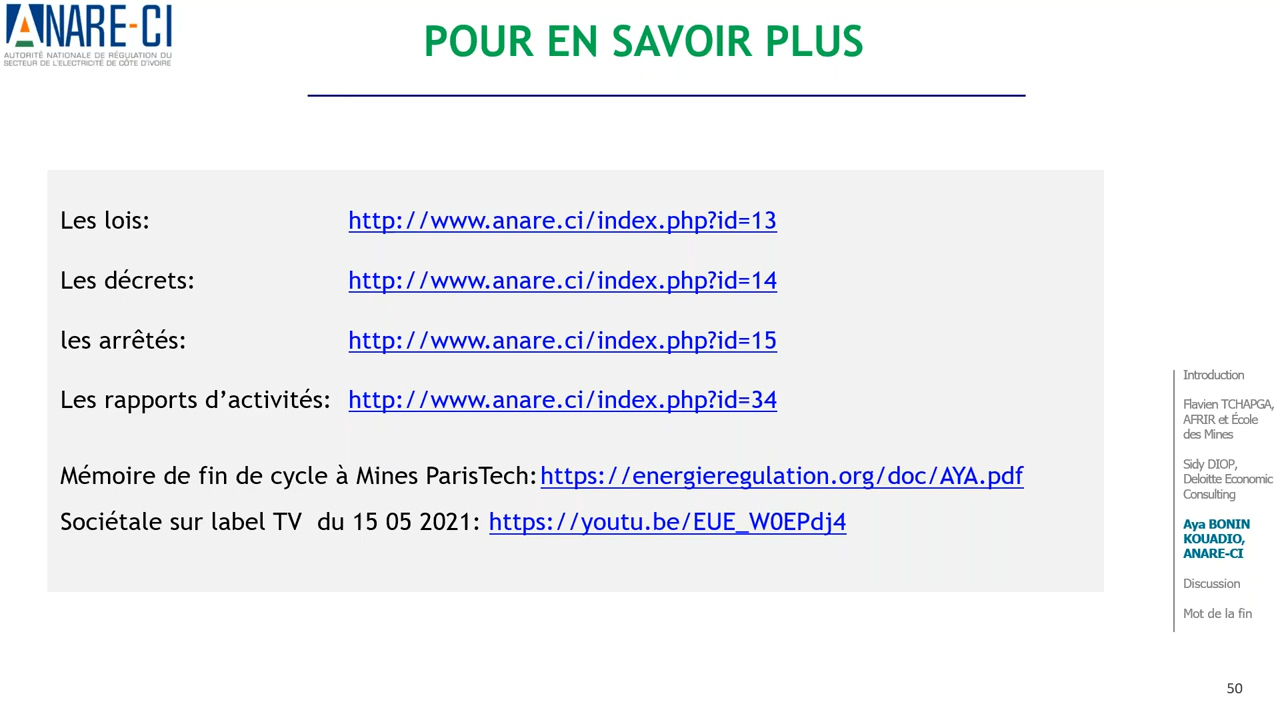 ANARE-CI
AUTORITÉ NATIONALE DE RÉGULATION DU
SECTEUR DE L'ELECTRICITÉ DE CÔTE D'IVOIRE
POUR EN SAVOIR PLUS
Les lois: http://www.anare.ci/index.php?id=13
Les décrets: http://www.anare.ci/index.php?id=14
les arrêtés: http://www.anare.ci/index.php?id=15
Les rapports d’activités: http://www.anare.ci/index.php?id=34
Mémoire de fin de cycle à Mines ParisTech: https://energieregulation.org/doc/AYA.pdf
Sociétale sur label TV du 15 05 2021: https://youtu.be/EUE_W0EPdj4
Introduction
Flavien TCHAPGA,
AFRIR et École
des Mines
Sidy DIOP,
Deloitte Economic
Consulting
Aya BONIN
KOUADIO,
ANARE-CI
Discussion
Mot de la fin
50